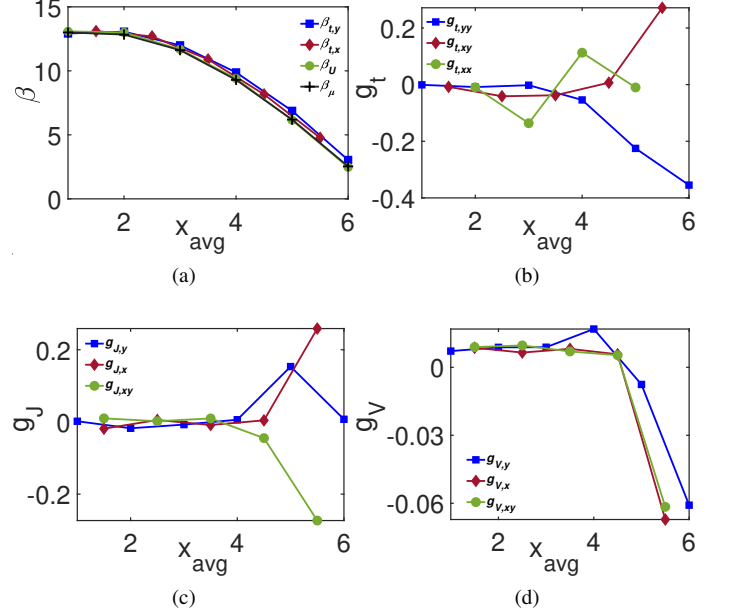 15
10
5
0
β
2
4
6
x_avg
β_t,y
β_t,x
β_U
β_μ
(a)
0.2
0
-0.2
-0.4
g_t
2
4
6
x_avg
g_t,yy
g_t,xy
g_t,xx
(b)
0.2
0
-0.2
g_J
2
4
6
x_avg
g_J,y
g_J,x
g_J,xy
(c)
0
-0.03
-0.06
g_V
2
4
6
x_avg
g_V,y
g_V,x
g_V,xy
(d)